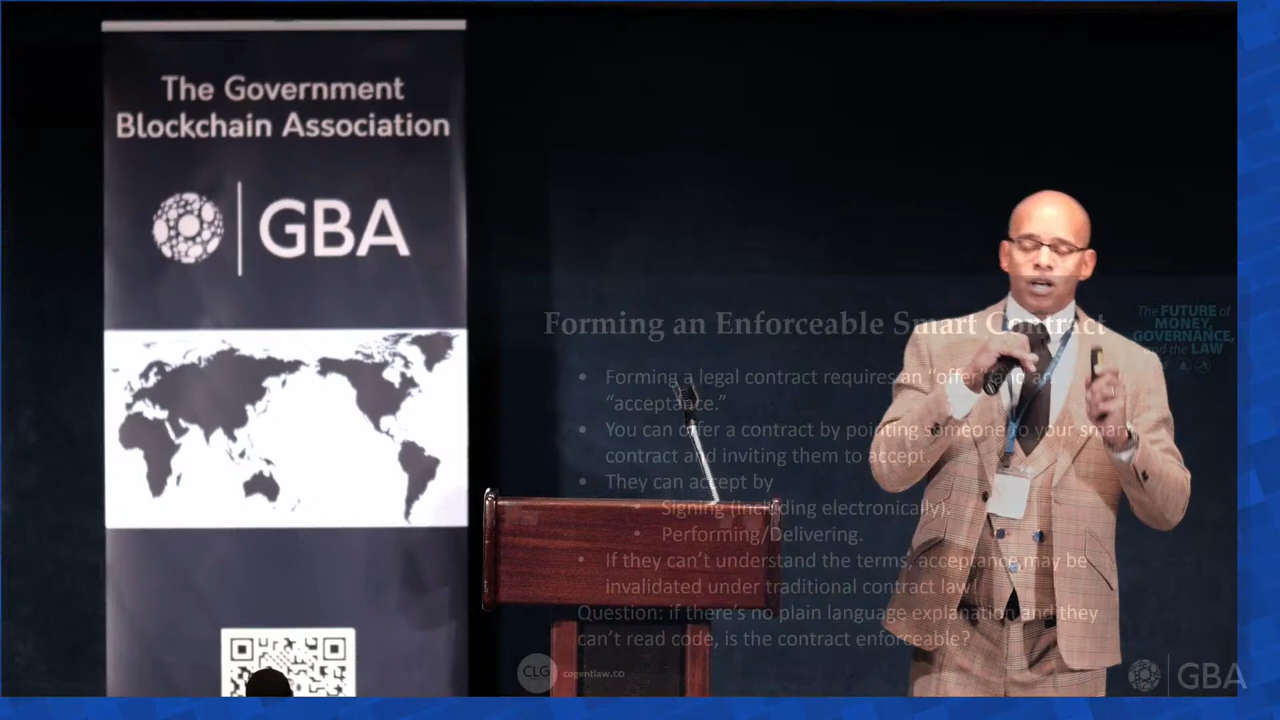 The Government
Blockchain Association
GBA
Forming an Enforceable Smart Contract
The FUTURE of
MONEY,
GOVERNANCE,
and the LAW
• Forming a legal contract requires an “offer” and an
“acceptance.”
• You can offer a contract by pointing someone to your smart
contract and inviting them to accept.
• They can accept by
• Signing (including electronically).
• Performing/Delivering.
• If they can’t understand the terms, acceptance may be
invalidated under traditional contract law
Question: if there’s no plain language explanation and they
can’t read code, is the contract enforceable?
CLG
cogentlaw.co
GBA